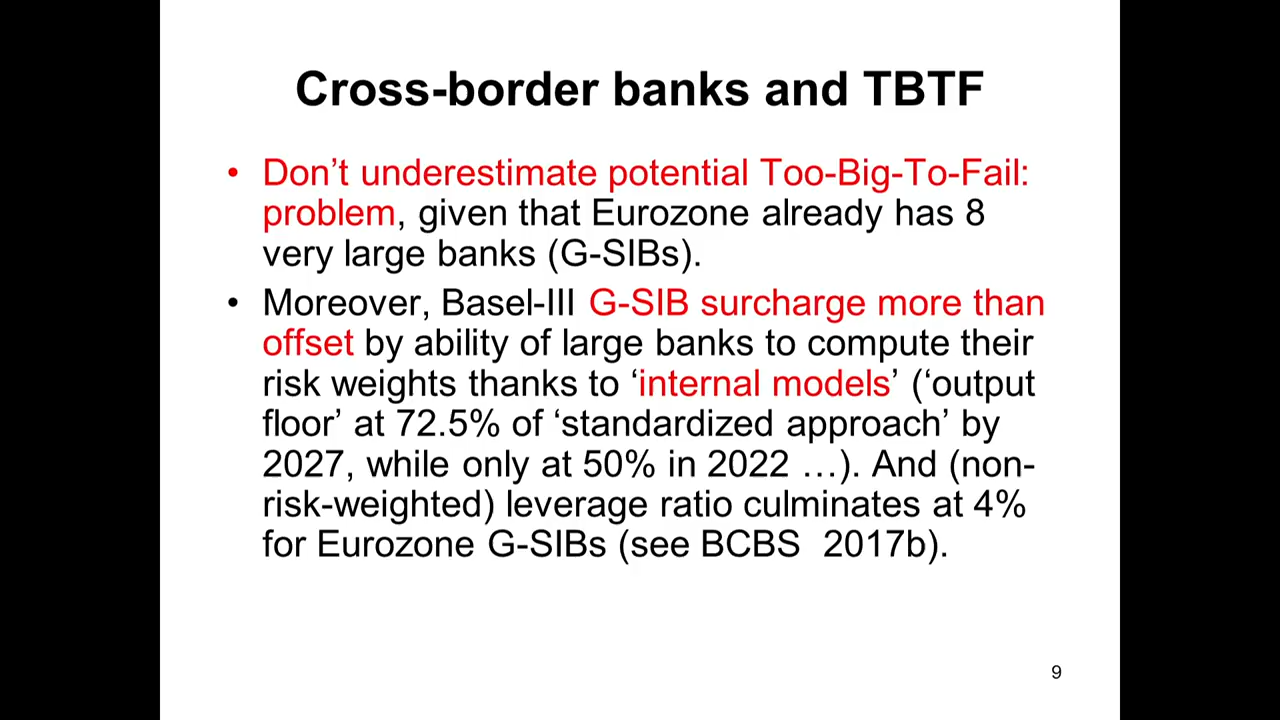 Cross-border banks and TBTF
• Don’t underestimate potential Too-Big-To-Fail:
problem, given that Eurozone already has 8
very large banks (G-SIBs).
• Moreover, Basel-III G-SIB surcharge more than
offset by ability of large banks to compute their
risk weights thanks to ‘internal models’ (‘output
floor’ at 72.5% of ‘standardized approach’ by
2027, while only at 50% in 2022 …). And (non-
risk-weighted) leverage ratio culminates at 4%
for Eurozone G-SIBs (see BCBS  2017b).
9